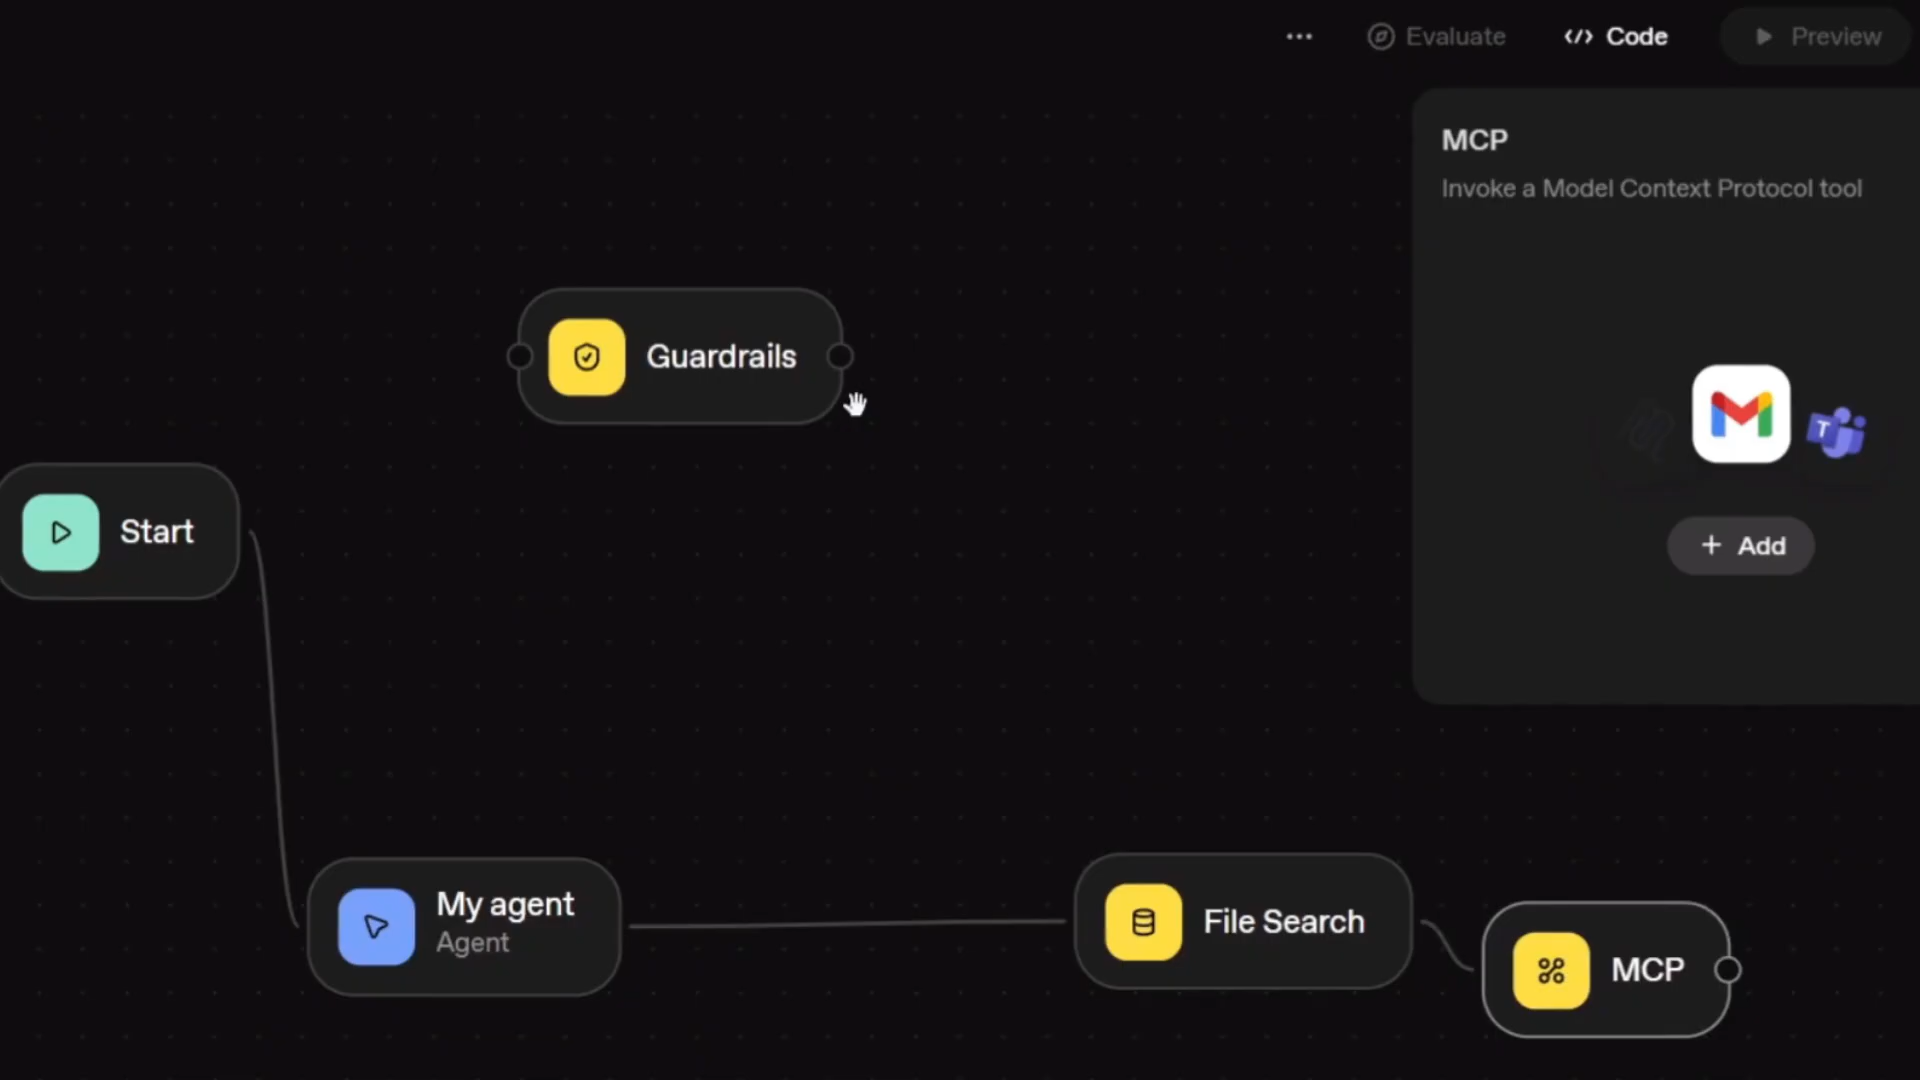 Evaluate
Code
Preview
MCP
Invoke a Model Context Protocol tool
Guardrails
T
Start
Add
My agent
Agent
File Search
MCP